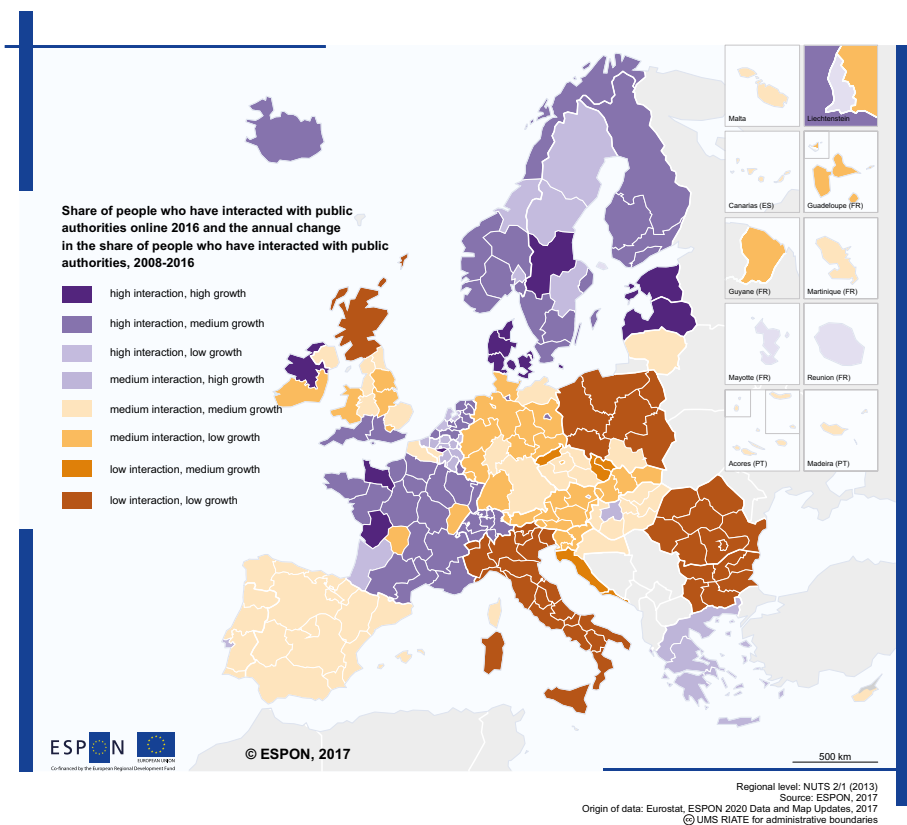 Malta
Liechtenstein
Canarias (ES)
Guadeloupe (FR)
Share of people who have interacted with public
authorities online 2016 and the annual change
in the share of people who have interacted with public
authorities, 2008-2016
high interaction, high growth
high interaction, medium growth
high interaction, low growth
medium interaction, high growth
medium interaction, medium growth
medium interaction, low growth
low interaction, medium growth
low interaction, low growth
Guyane (FR)
Martinique (FR)
Mayotte (FR)
Reunion (FR)
Acores (PT)
Madeira (PT)
ESPON
EUROPEAN UNION
Co-financed by the European Regional Development Fund
© ESPON, 2017
500 km
Regional level: NUTS 2/1 (2013)
Source: ESPON, 2017
Origin of data: Eurostat, ESPON 2020 Data and Map Updates, 2017
cc UMS RIATE for administrative boundaries